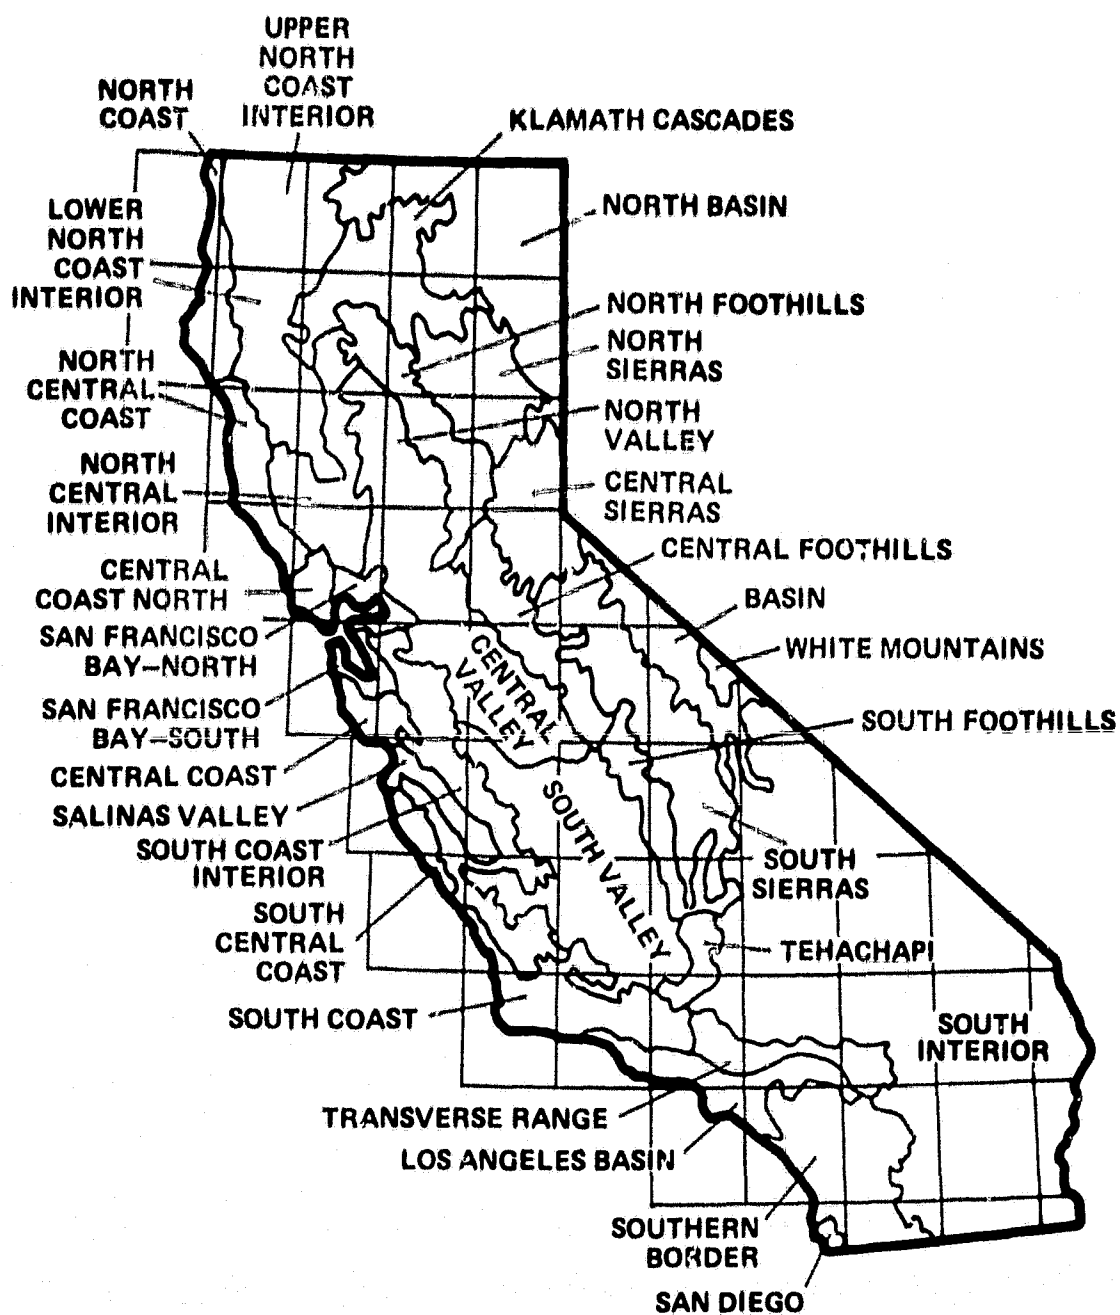 UPPER
NORTH
COAST
INTERIOR
NORTH
COAST
KLAMATH CASCADES
LOWER
NORTH
COAST
INTERIOR
NORTH BASIN
NORTH FOOTHILLS
NORTH
SIERRAS
NORTH
CENTRAL
COAST
NORTH
VALLEY
NORTH
CENTRAL
INTERIOR
CENTRAL
SIERRAS
CENTRAL FOOTHILLS
CENTRAL
COAST NORTH
BASIN
SAN FRANCISCO
BAY–NORTH
WHITE MOUNTAINS
CENTRAL
VALLEY
SAN FRANCISCO
BAY–SOUTH
SOUTH FOOTHILLS
CENTRAL COAST
SALINAS VALLEY
SOUTH VALLEY
SOUTH COAST
INTERIOR
SOUTH
SIERRAS
SOUTH
CENTRAL
COAST
TEHACHAPI
SOUTH COAST
SOUTH
INTERIOR
TRANSVERSE RANGE
LOS ANGELES BASIN
SOUTHERN
BORDER
SAN DIEGO